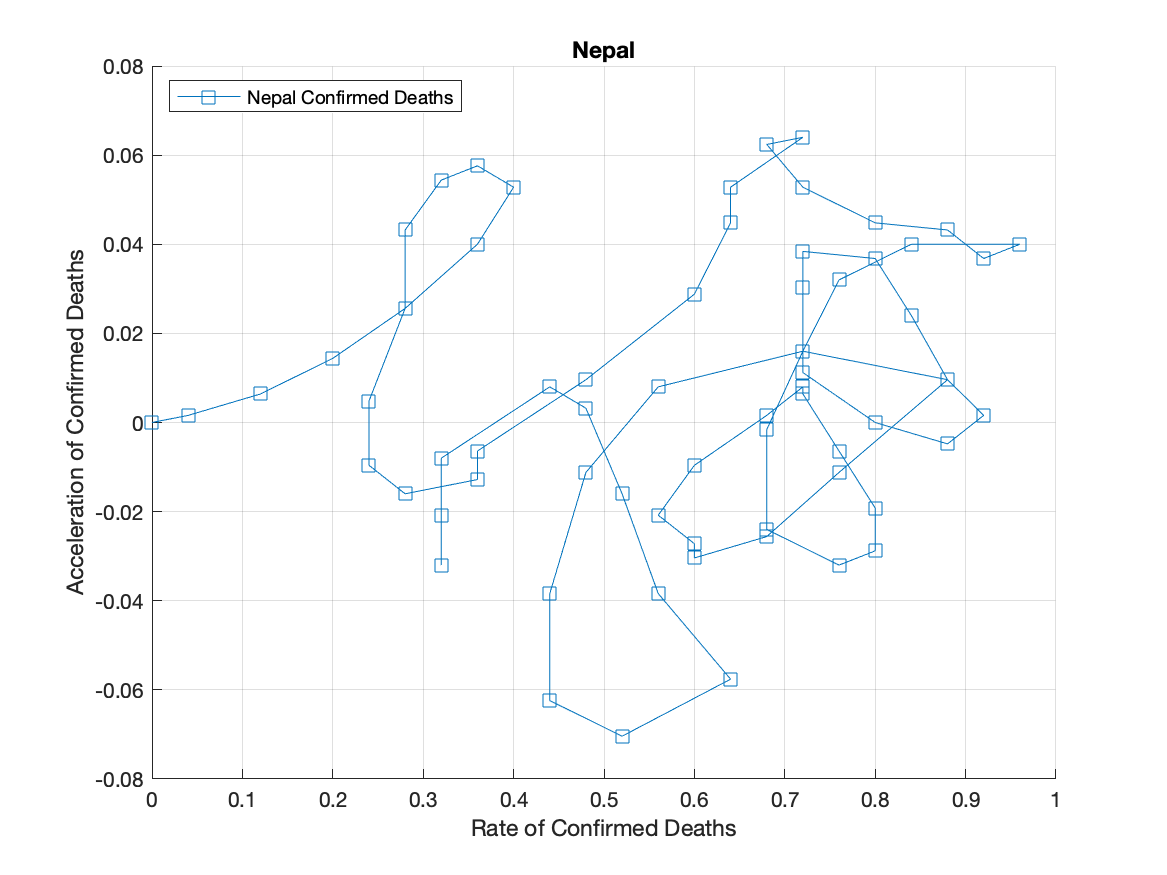 Nepal
Nepal Confirmed Deaths
0.08
0.06
0.04
0.02
0
-0.02
-0.04
-0.06
-0.08
Acceleration of Confirmed Deaths
0 0.1 0.2 0.3 0.4 0.5 0.6 0.7 0.8 0.9 1
Rate of Confirmed Deaths